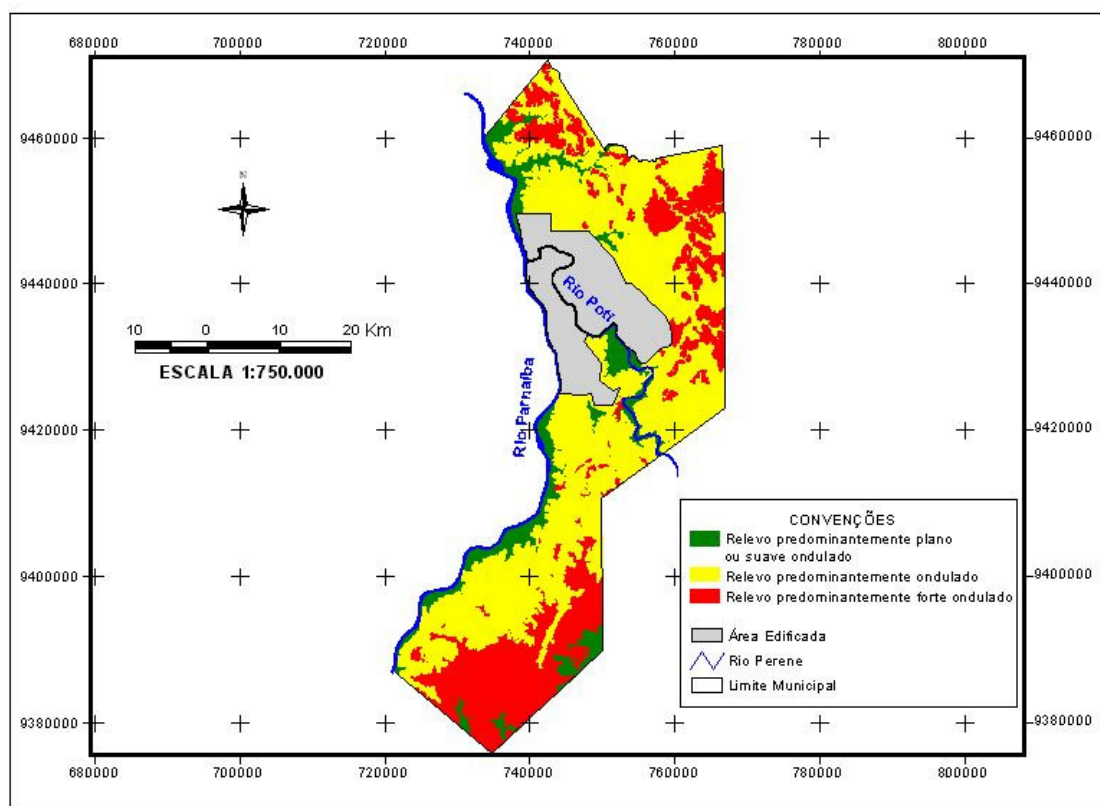 680000 700000 720000 740000 760000 780000 800000
9460000 9460000
N
9440000 9440000
Rio Poti
10 0 10 20 Km
ESCALA 1:750.000
Rio Parnaíba
9420000 9420000
CONVENÇÕES
Relevo predominantemente plano
ou suave ondulado
Relevo predominantemente ondulado
Relevo predominantemente forte ondulado
Área Edificada
Rio Perene
Limite Municipal
9400000 9400000
9380000 9380000
680000 700000 720000 740000 760000 780000 800000